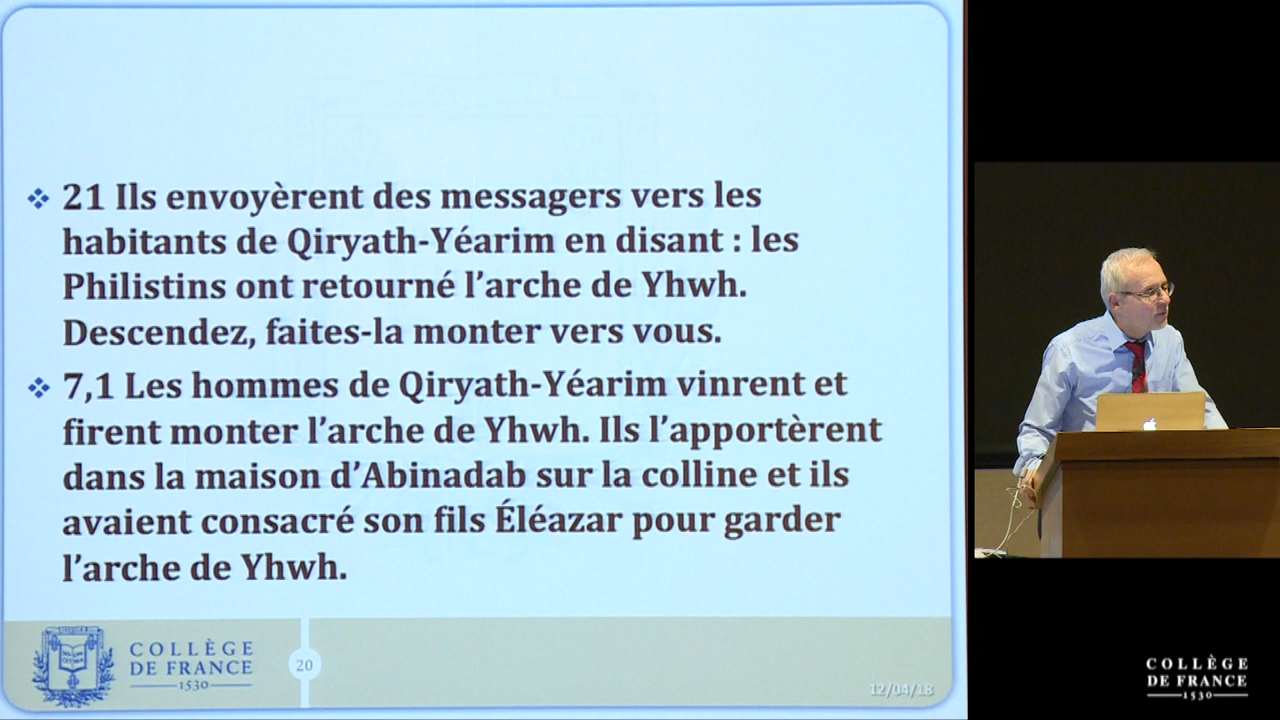 21 Ils envoyèrent des messagers vers les
habitants de Qiryath-Yéarim en disant : les
Philistins ont retourné l’arche de Yhwh.
Descendez, faites-la monter vers vous.
7,1 Les hommes de Qiryath-Yéarim vinrent et
firent monter l’arche de Yhwh. Ils l’apportèrent
dans la maison d’Abinadab sur la colline et ils
avaient consacré son fils Éléazar pour garder
l’arche de Yhwh.
COLLÈGE
DE FRANCE
1530
20
12/04/18
COLLÈGE
DE FRANCE
1530